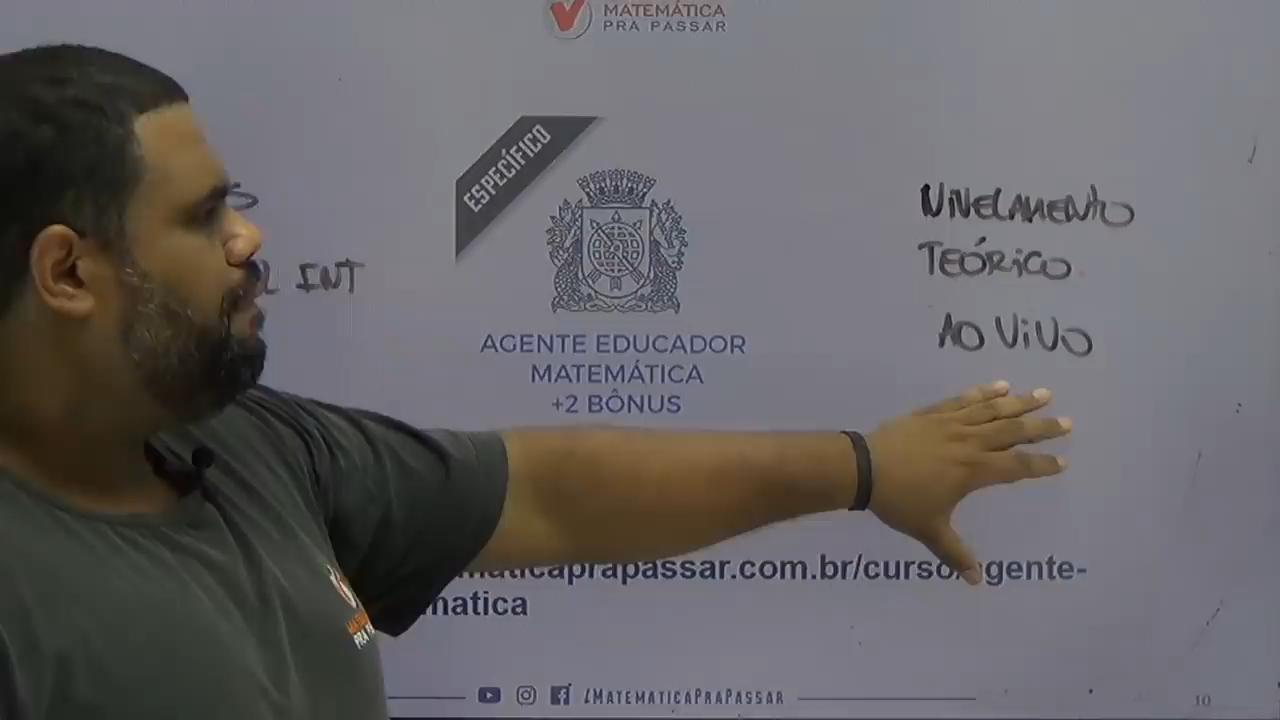 MATEMÁTICA
PRA PASSAR
ESPECÍFICO
INT
AGENTE EDUCADOR
MATEMÁTICA
+2 BÔNUS
NIVELAMENTO
TEÓRICO
AO VIVO
maticaprapassar.com.br/curso/agente-
matica
/MATEMATICAPRAPASSAR
10